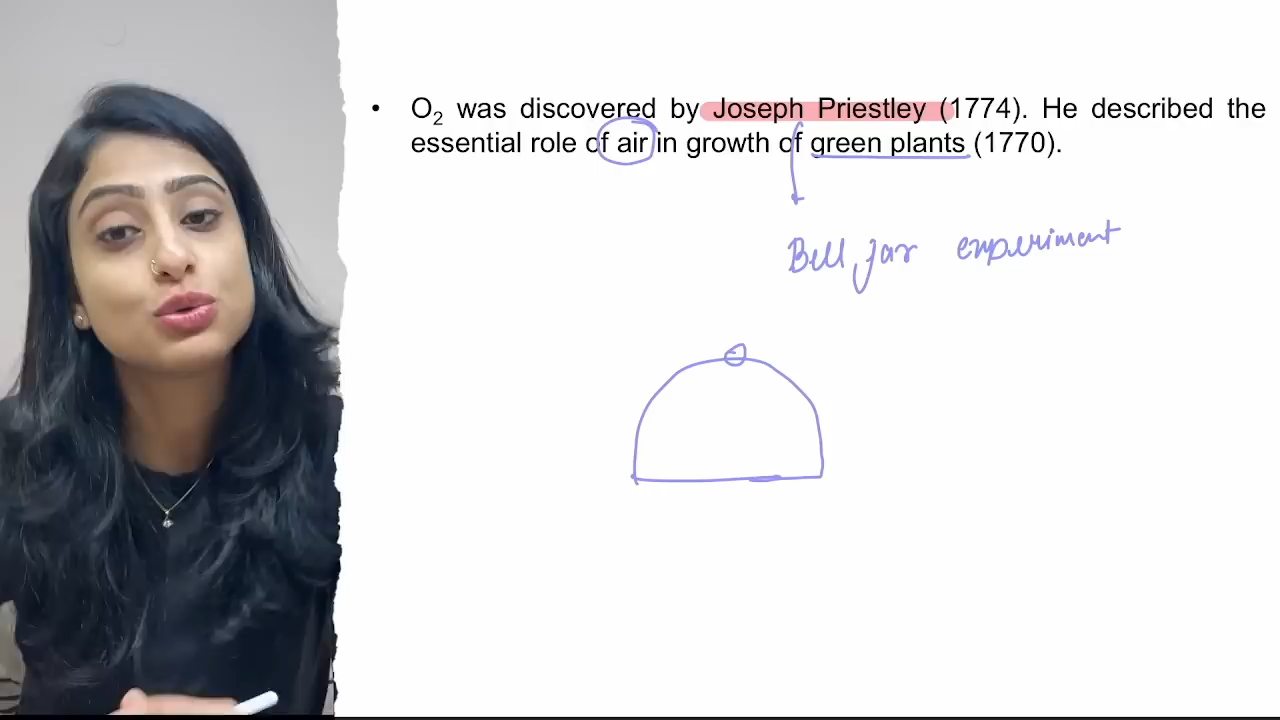 • O2 was discovered by Joseph Priestley (1774). He described the
essential role of air in growth of green plants (1770).
Bell jar experiment